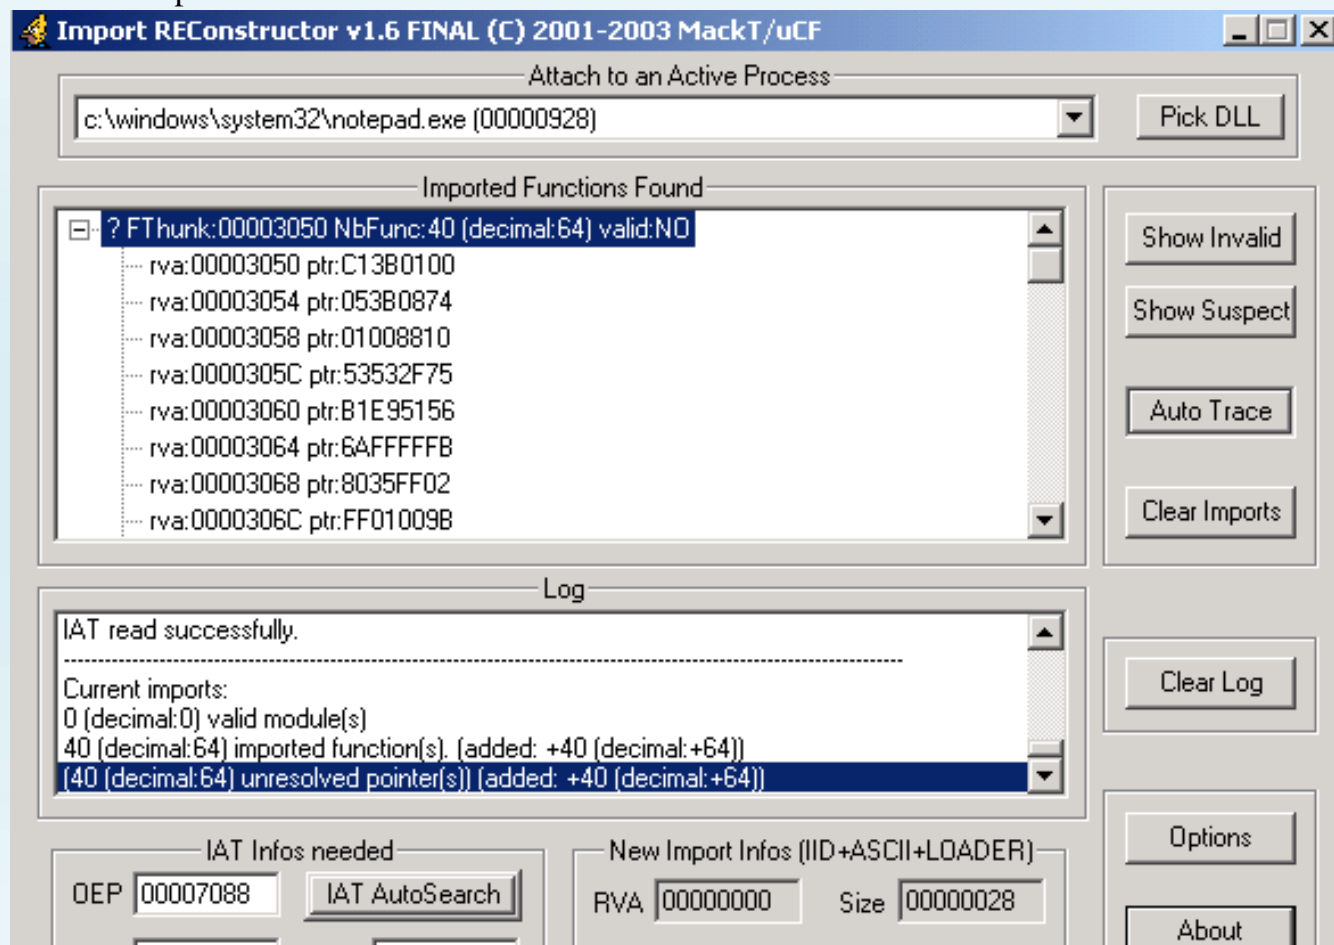 Import REConstructor v1.6 FINAL (C) 2001-2003 MackT/uCF
Attach to an Active Process
c:\windows\system32\notepad.exe (00000928)
Pick DLL
Imported Functions Found
? FThunk:00003050 NbFunc:40 (decimal:64) valid:NO
rva:00003050 ptr:C13B0100
rva:00003054 ptr:053B0874
rva:00003058 ptr:01008810
rva:0000305C ptr:53532F75
rva:00003060 ptr:B1E95156
rva:00003064 ptr:6AFFFFFB
rva:00003068 ptr:8035FF02
rva:0000306C ptr:FF01009B
Show Invalid
Show Suspect
Auto Trace
Clear Imports
Log
IAT read successfully.
------------------------------------------------------------------------------------------------------------------------
Current imports:
0 (decimal:0) valid module(s)
40 (decimal:64) imported function(s). (added: +40 (decimal:+64))
(40 (decimal:64) unresolved pointer(s)) (added: +40 (decimal:+64))
Clear Log
IAT Infos needed
OEP 00007088 IAT AutoSearch
New Import Infos (IID+ASCII+LOADER)
RVA 00000000 Size 00000028
Options
About